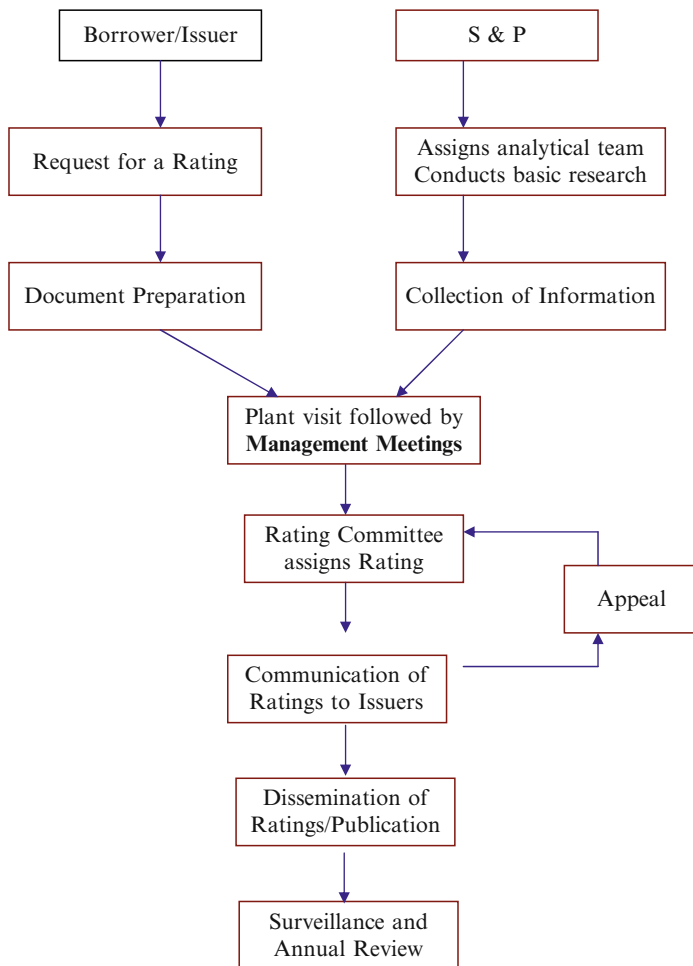 Borrower/Issuer
S & P
Request for a Rating
Assigns analytical team
Conducts basic research
Document Preparation
Collection of Information
Plant visit followed by
Management Meetings
Rating Committee
assigns Rating
Appeal
Communication of
Ratings to Issuers
Dissemination of
Ratings/Publication
Surveillance and
Annual Review